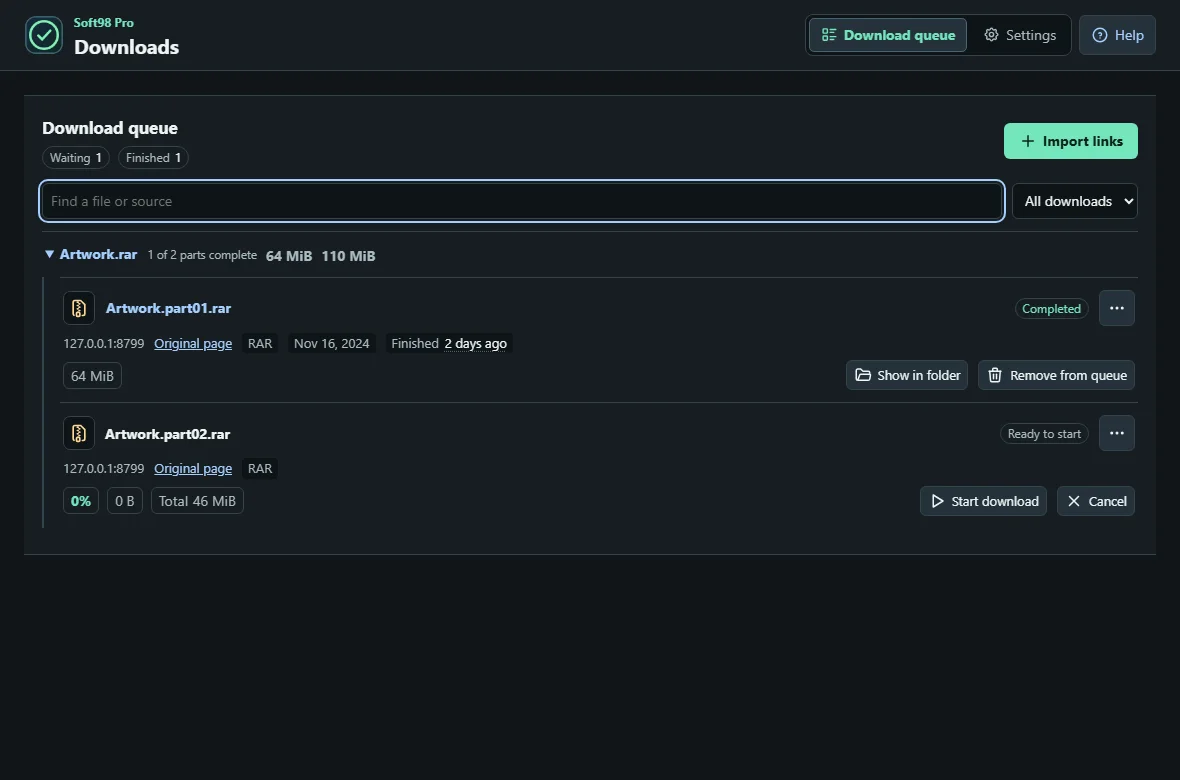 Soft98 Pro
Downloads
Download queue
Settings
Help
Download queue
Waiting 1
Finished 1
Import links
Find a file or source
All downloads
Artwork.rar 1 of 2 parts complete 64 MiB 110 MiB
Artwork.part01.rar
Completed
127.0.0.1:8799 Original page RAR Nov 16, 2024 Finished 2 days ago
64 MiB
Show in folder
Remove from queue
Artwork.part02.rar
Ready to start
127.0.0.1:8799 Original page RAR
0% 0 B Total 46 MiB
Start download
Cancel